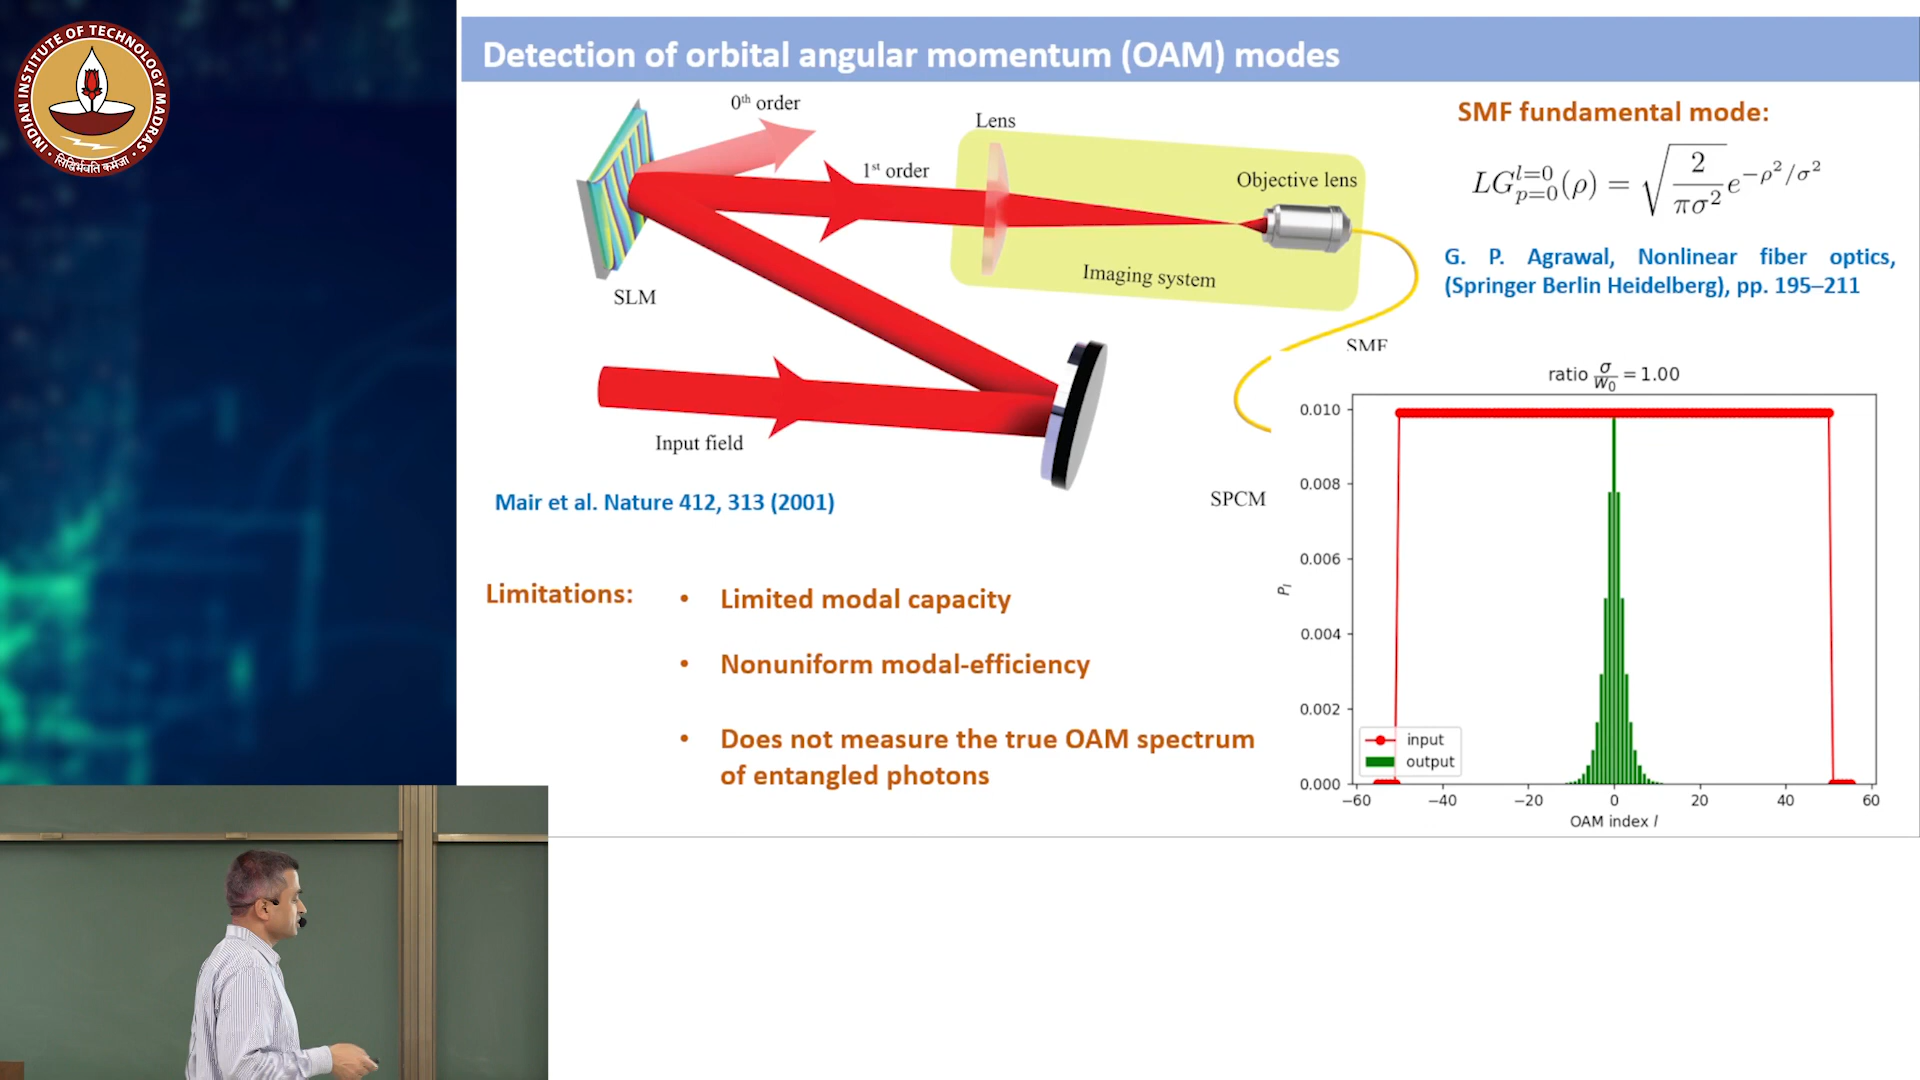 INDIAN INSTITUTE OF TECHNOLOGY MADRAS
सिद्धिर्भवति कर्मजा
Detection of orbital angular momentum (OAM) modes
0th order
1st order
Lens
Objective lens
Imaging system
SLM
SMF
Input field
SPCM
Mair et al. Nature 412, 313 (2001)
SMF fundamental mode:
LG_{p=0}^{l=0}(ρ) = √(2/πσ²) e^{−ρ²/σ²}
G. P. Agrawal, Nonlinear fiber optics,
(Springer Berlin Heidelberg), pp. 195–211
Limitations:
• Limited modal capacity
• Nonuniform modal-efficiency
• Does not measure the true OAM spectrum
of entangled photons
ratio σ/w₀ = 1.00
0.010
0.008
0.006
0.004
0.002
0.000
P_l
input
output
−60 −40 −20 0 20 40 60
OAM index l